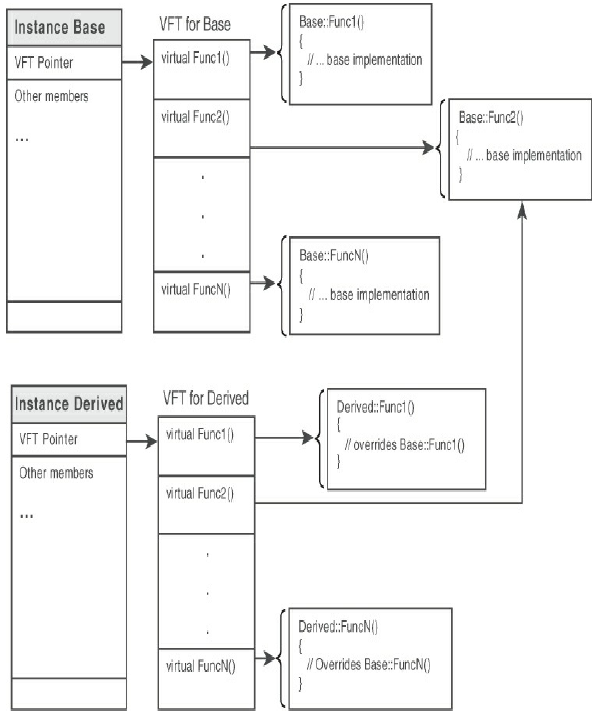 Instance Base
VFT Pointer
Other members
...
VFT for Base
virtual Func1()
virtual Func2()
.
.
.
virtual FuncN()
Base::Func1()
{
// ... base implementation
}
Base::Func2()
{
// ... base implementation
}
Base::FuncN()
{
// ... base implementation
}
Instance Derived
VFT Pointer
Other members
...
VFT for Derived
virtual Func1()
virtual Func2()
.
.
.
virtual FuncN()
Derived::Func1()
{
// overrides Base::Func1()
}
Derived::FuncN()
{
// Overrides Base::FuncN()
}